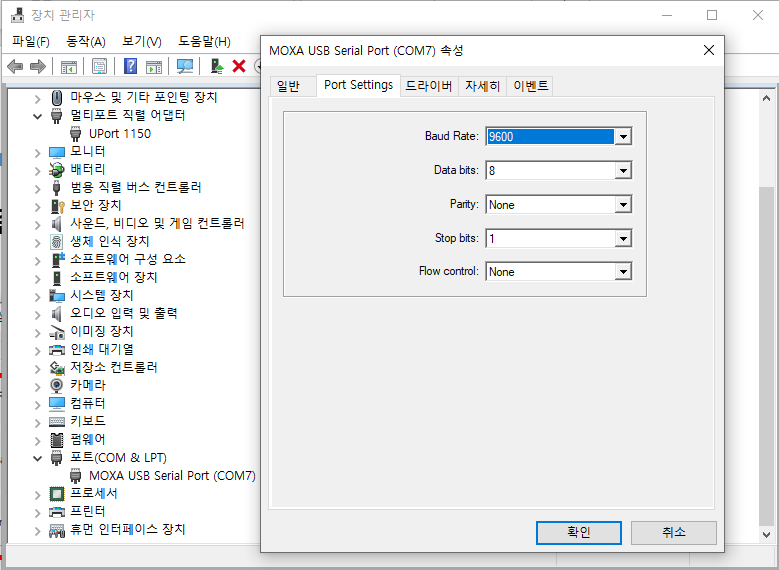 장치 관리자
파일(F) 동작(A) 보기(V) 도움말(H)
마우스 및 기타 포인팅 장치
멀티포트 직렬 어댑터
UPort 1150
모니터
배터리
범용 직렬 버스 컨트롤러
보안 장치
사운드, 비디오 및 게임 컨트롤러
생체 인식 장치
소프트웨어 구성 요소
소프트웨어 장치
시스템 장치
오디오 입력 및 출력
이미징 장치
인쇄 대기열
저장소 컨트롤러
카메라
컴퓨터
키보드
펌웨어
포트(COM & LPT)
MOXA USB Serial Port (COM7)
프로세서
프린터
휴먼 인터페이스 장치
MOXA USB Serial Port (COM7) 속성
일반 Port Settings 드라이버 자세히 이벤트
Baud Rate: 9600
Data bits: 8
Parity: None
Stop bits: 1
Flow control: None
확인 취소